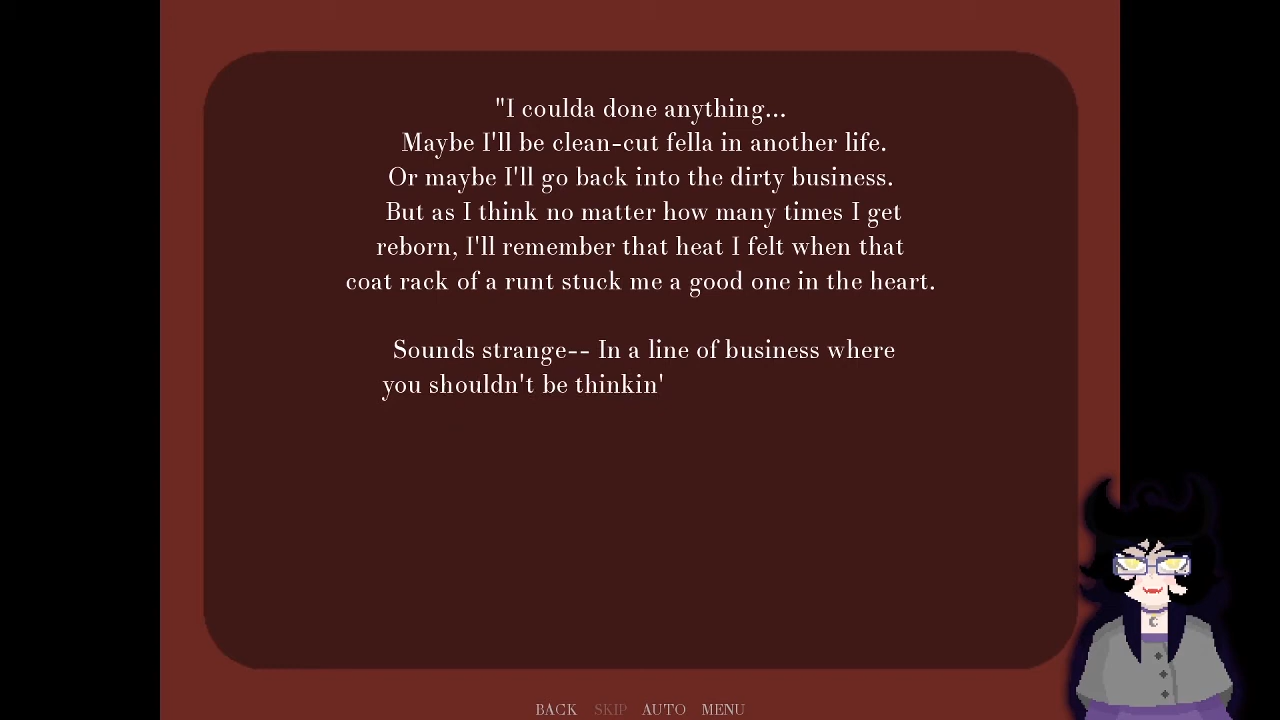 "I coulda done anything...
Maybe I'll be clean-cut fella in another life.
Or maybe I'll go back into the dirty business.
But as I think no matter how many times I get
reborn, I'll remember that heat I felt when that
coat rack of a runt stuck me a good one in the heart.
Sounds strange-- In a line of business where
you shouldn't be thinkin'
BACK SKIP AUTO MENU